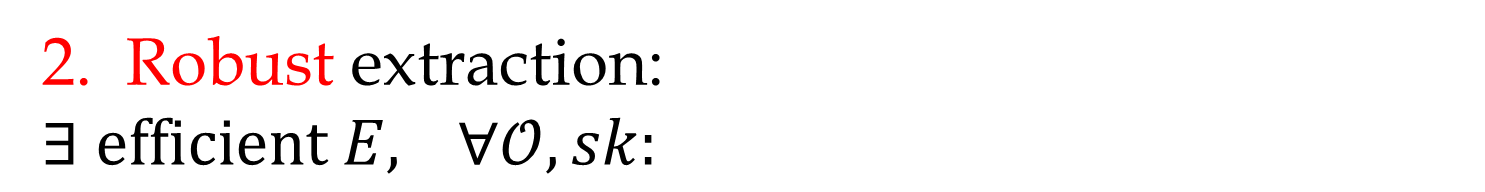 2. Robust extraction:
∃ efficient 𝐸, ∀𝒪, 𝑠𝑘: